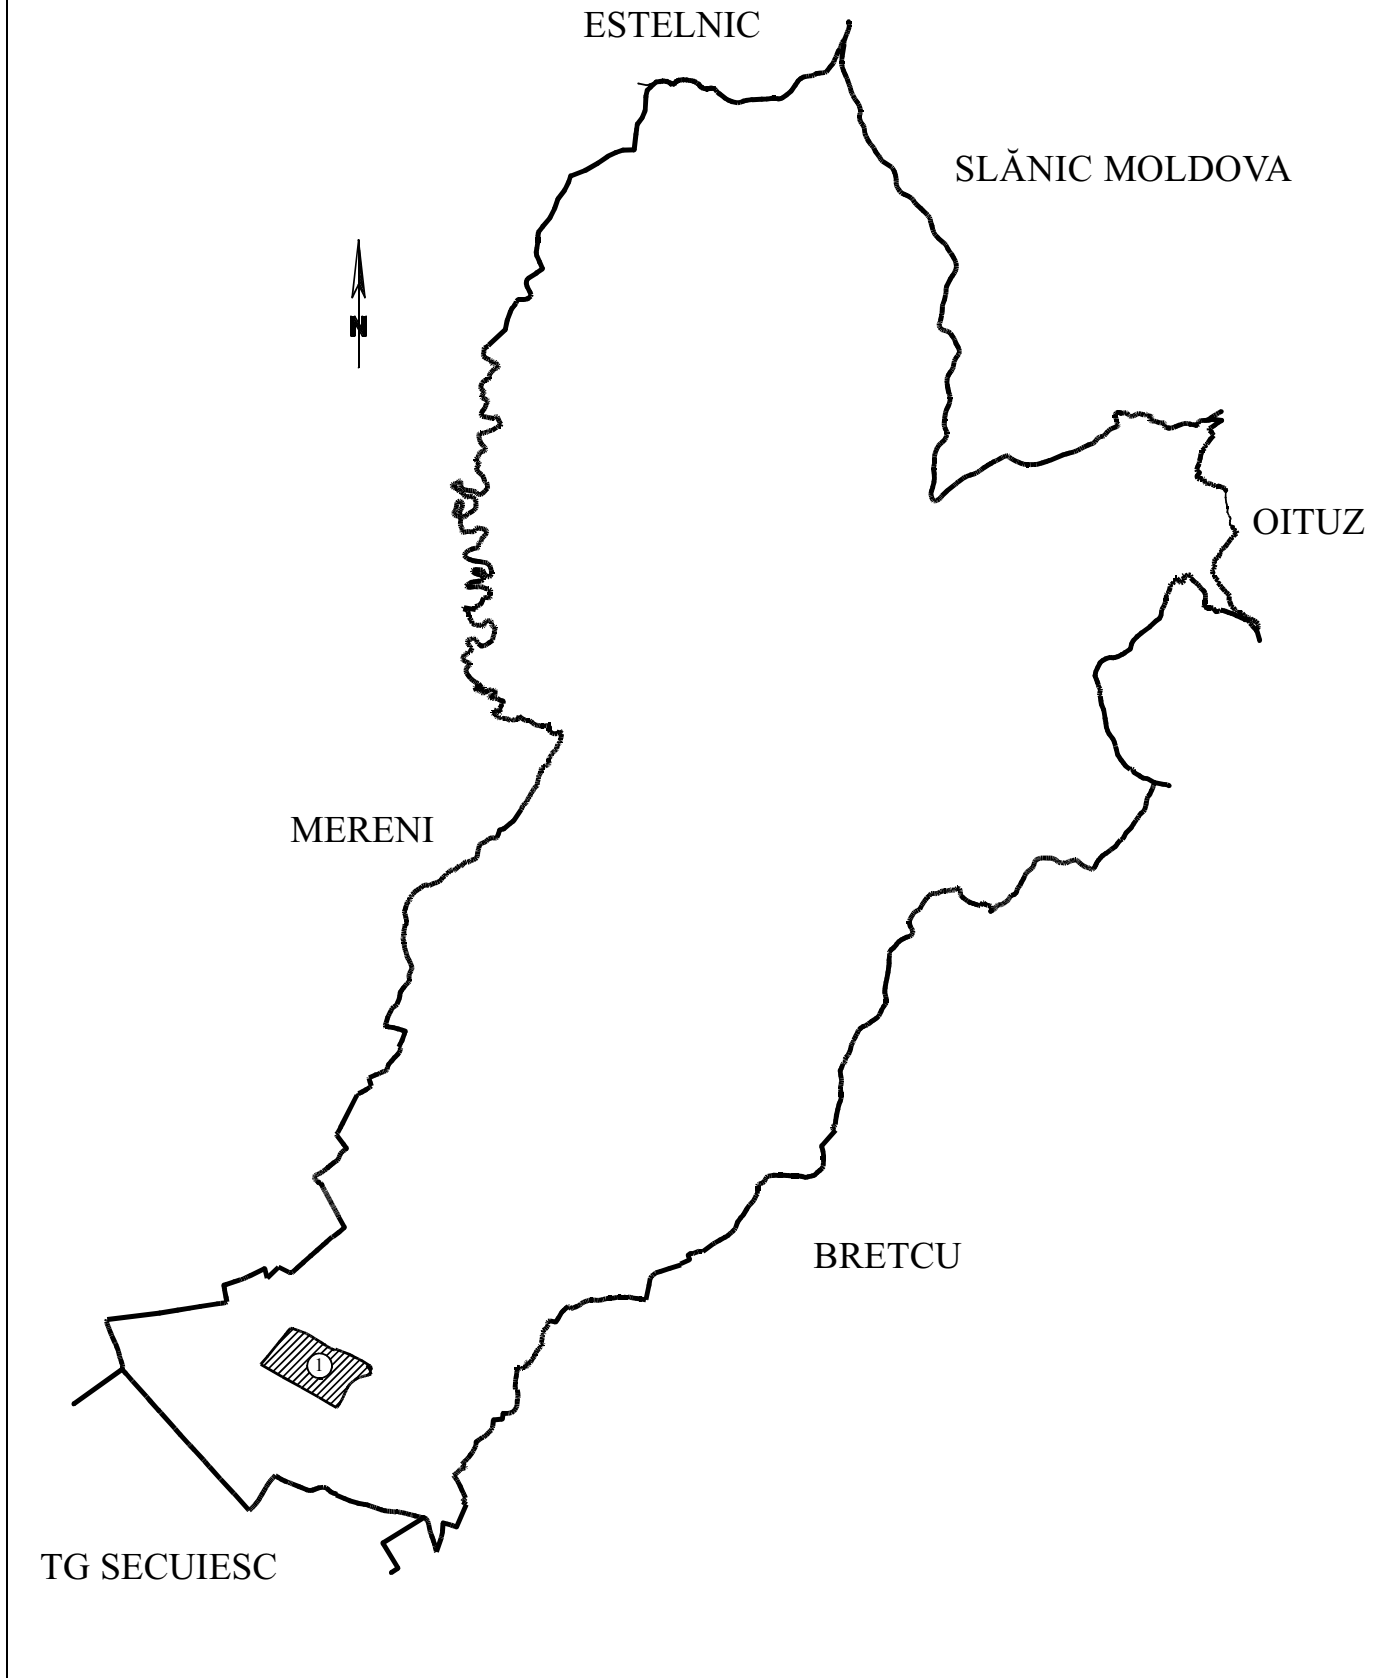 ESTELNIC
SLĂNIC MOLDOVA
N
OITUZ
MERENI
BRETCU
1
TG SECUIESC